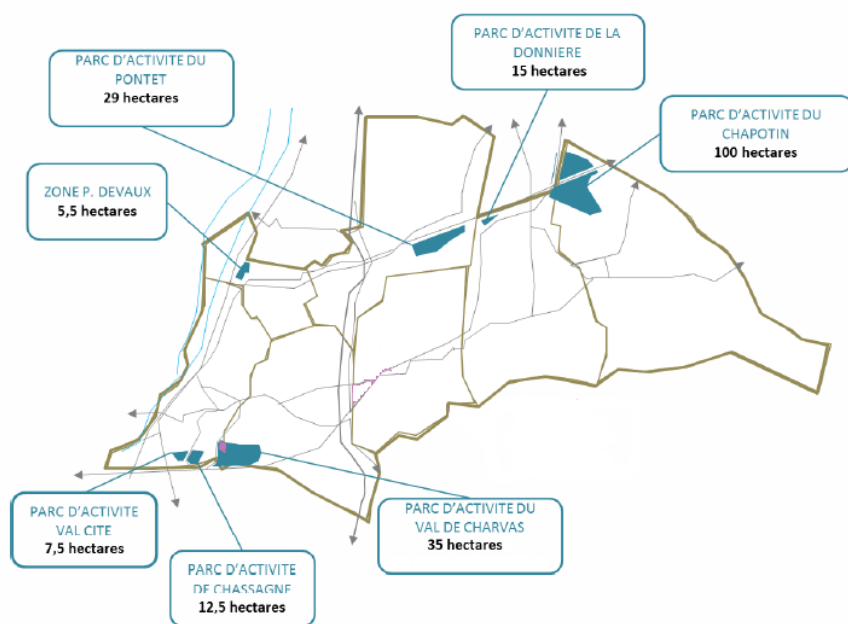 PARC D'ACTIVITE DU
PONTET
29 hectares
PARC D'ACTIVITE DE LA
DONNIERE
15 hectares
PARC D'ACTIVITE DU
CHAPOTIN
100 hectares
ZONE P. DEVAUX
5,5 hectares
PARC D'ACTIVITE
VAL CITE
7,5 hectares
PARC D'ACTIVITE
DE CHASSAGNE
12,5 hectares
PARC D'ACTIVITE DU
VAL DE CHARVAS
35 hectares